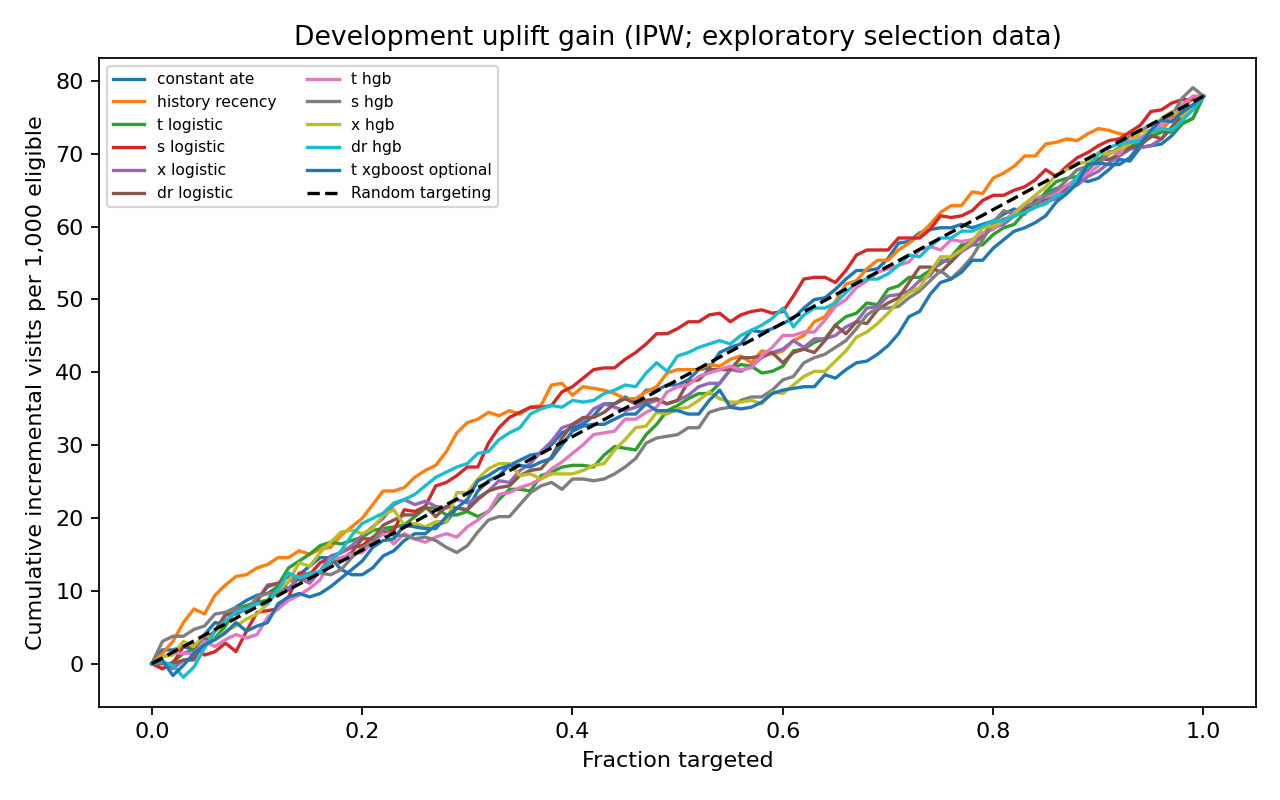 Development uplift gain (IPW; exploratory selection data)
Cumulative incremental visits per 1,000 eligible
80
70
60
50
40
30
20
10
0
constant ate
history recency
t logistic
s logistic
x logistic
dr logistic
t hgb
s hgb
x hgb
dr hgb
t xgboost optional
Random targeting
0.0
0.2
0.4
0.6
0.8
1.0
Fraction targeted